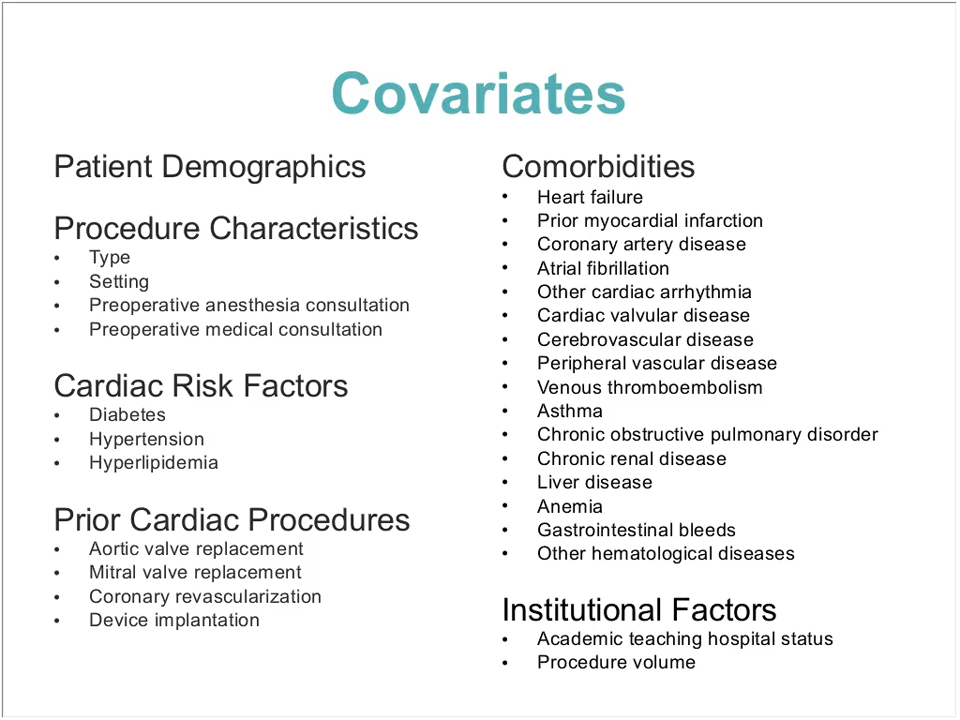 Covariates
Patient Demographics
Procedure Characteristics
• Type
• Setting
• Preoperative anesthesia consultation
• Preoperative medical consultation
Cardiac Risk Factors
• Diabetes
• Hypertension
• Hyperlipidemia
Prior Cardiac Procedures
• Aortic valve replacement
• Mitral valve replacement
• Coronary revascularization
• Device implantation
Comorbidities
• Heart failure
• Prior myocardial infarction
• Coronary artery disease
• Atrial fibrillation
• Other cardiac arrhythmia
• Cardiac valvular disease
• Cerebrovascular disease
• Peripheral vascular disease
• Venous thromboembolism
• Asthma
• Chronic obstructive pulmonary disorder
• Chronic renal disease
• Liver disease
• Anemia
• Gastrointestinal bleeds
• Other hematological diseases
Institutional Factors
• Academic teaching hospital status
• Procedure volume